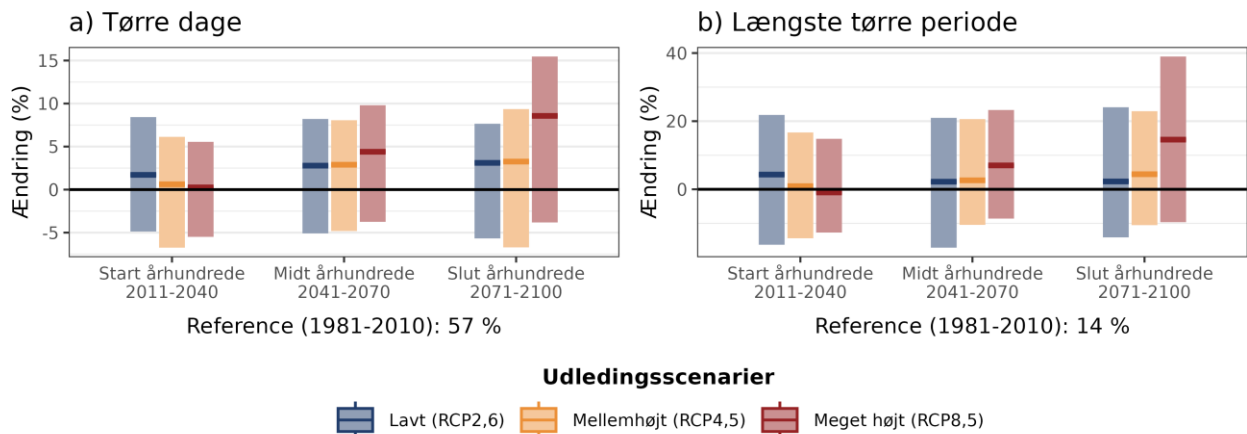 a) Tørre dage
Ændring (%)
15
10
5
0
-5
Start århundrede
2011-2040
Midt århundrede
2041-2070
Slut århundrede
2071-2100
Reference (1981-2010): 57 %
b) Længste tørre periode
Ændring (%)
40
20
0
Start århundrede
2011-2040
Midt århundrede
2041-2070
Slut århundrede
2071-2100
Reference (1981-2010): 14 %
Udledingsscenarier
Lavt (RCP2,6)
Mellemhøjt (RCP4,5)
Meget højt (RCP8,5)